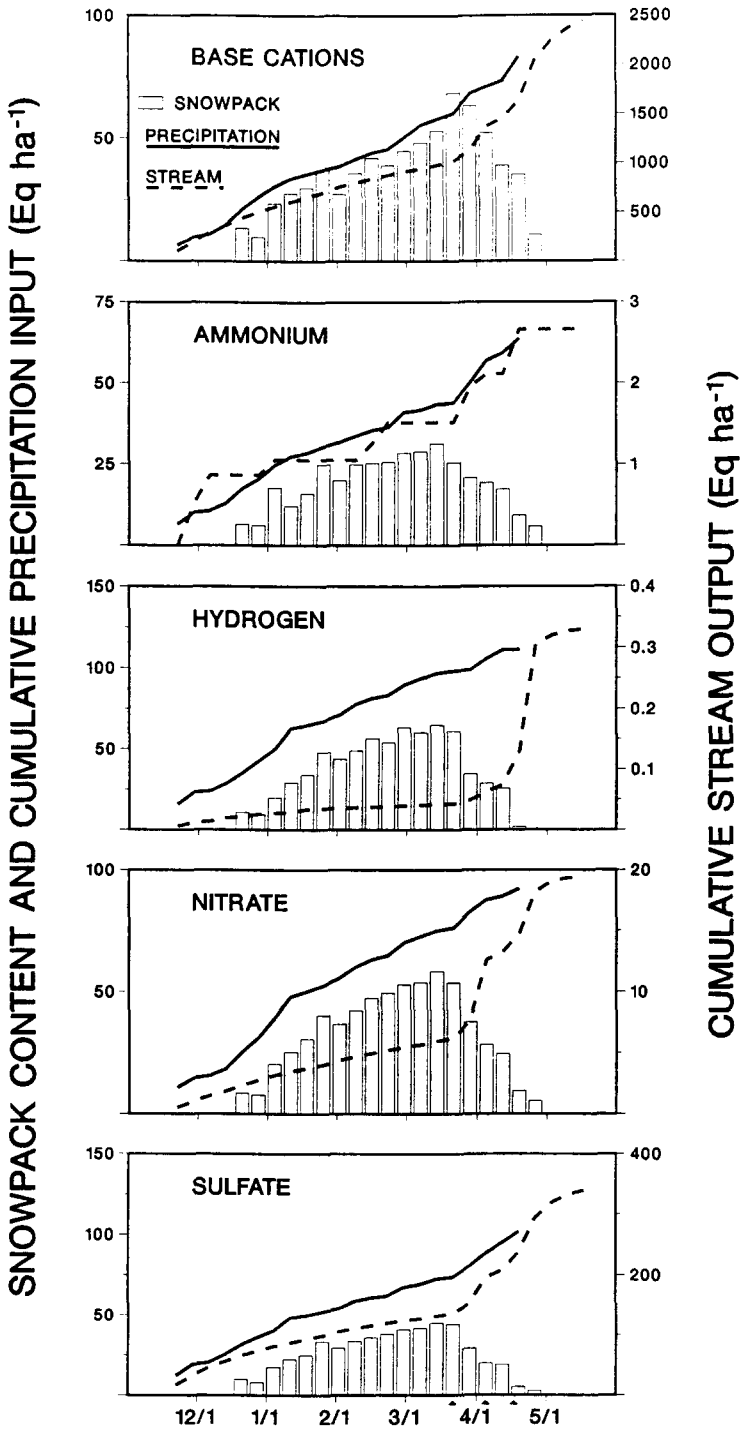 SNOWPACK CONTENT AND CUMULATIVE PRECIPITATION INPUT (Eq ha⁻¹)
CUMULATIVE STREAM OUTPUT (Eq ha⁻¹)
BASE CATIONS
SNOWPACK
PRECIPITATION
STREAM
100
50
2500
2000
1500
1000
500
AMMONIUM
75
50
25
3
2
1
HYDROGEN
150
100
50
0.4
0.3
0.2
0.1
NITRATE
100
50
20
10
SULFATE
150
100
50
400
200
12/1 1/1 2/1 3/1 4/1 5/1